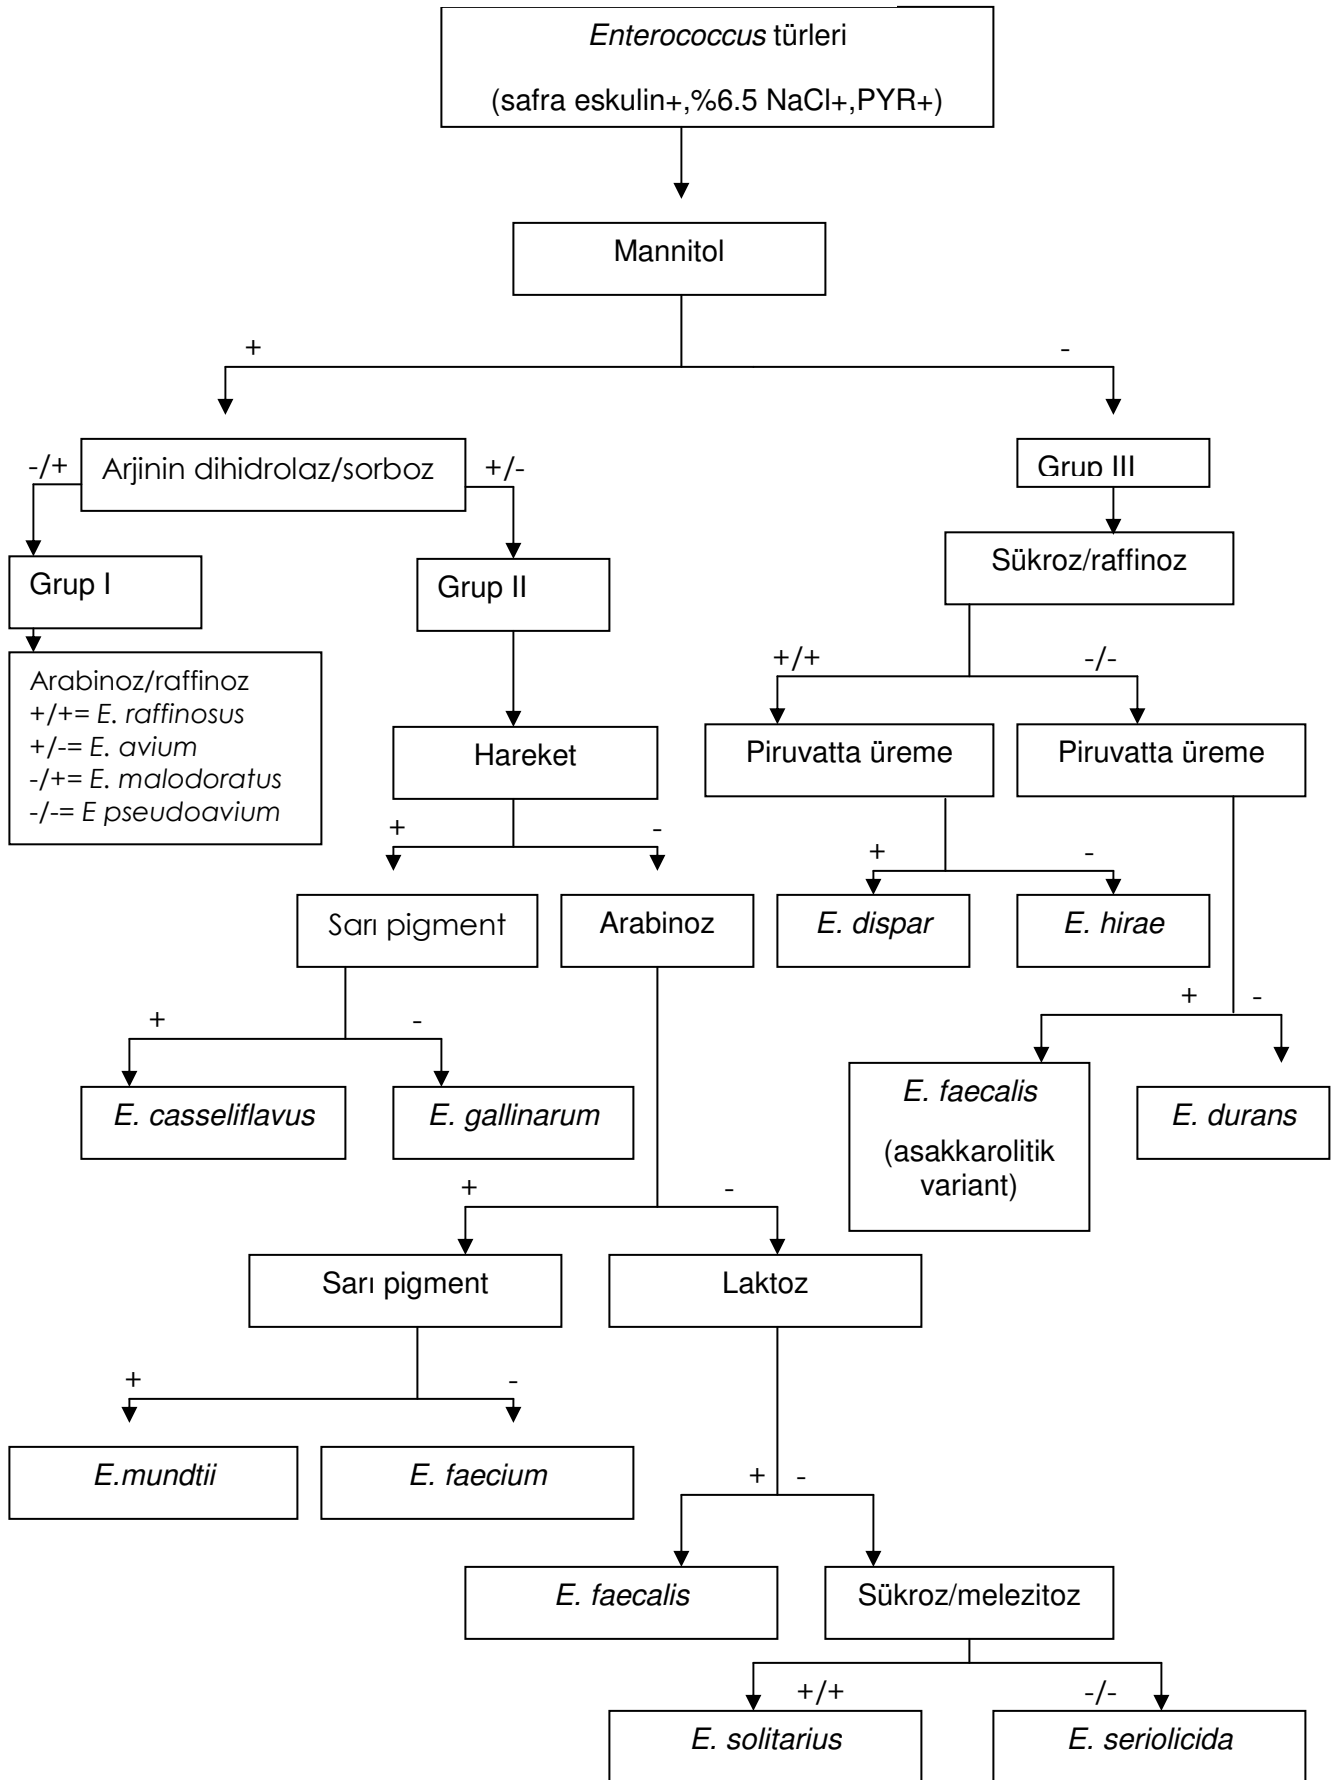 Enterococcus türleri
(safra eskulin+,%6.5 NaCl+,PYR+)
Mannitol
+
-
-/+
Arjinin dihidrolaz/sorboz
+/-
Grup III
Grup I
Grup II
Sükroz/raffinoz
+/+
-/-
Arabinoz/raffinoz
+/+= E. raffinosus
+/-= E. avium
-/+= E. malodoratus
-/-= E pseudoavium
Hareket
Piruvatta üreme
Piruvatta üreme
+
-
+
-
Sarı pigment
Arabinoz
E. dispar
E. hirae
+
-
+
-
E. casseliflavus
E. gallinarum
E. faecalis
(asakkarolitik
variant)
E. durans
+
-
Sarı pigment
Laktoz
+
-
E.mundtii
E. faecium
+
-
E. faecalis
Sükroz/melezitoz
+/+
-/-
E. solitarius
E. seriolicida